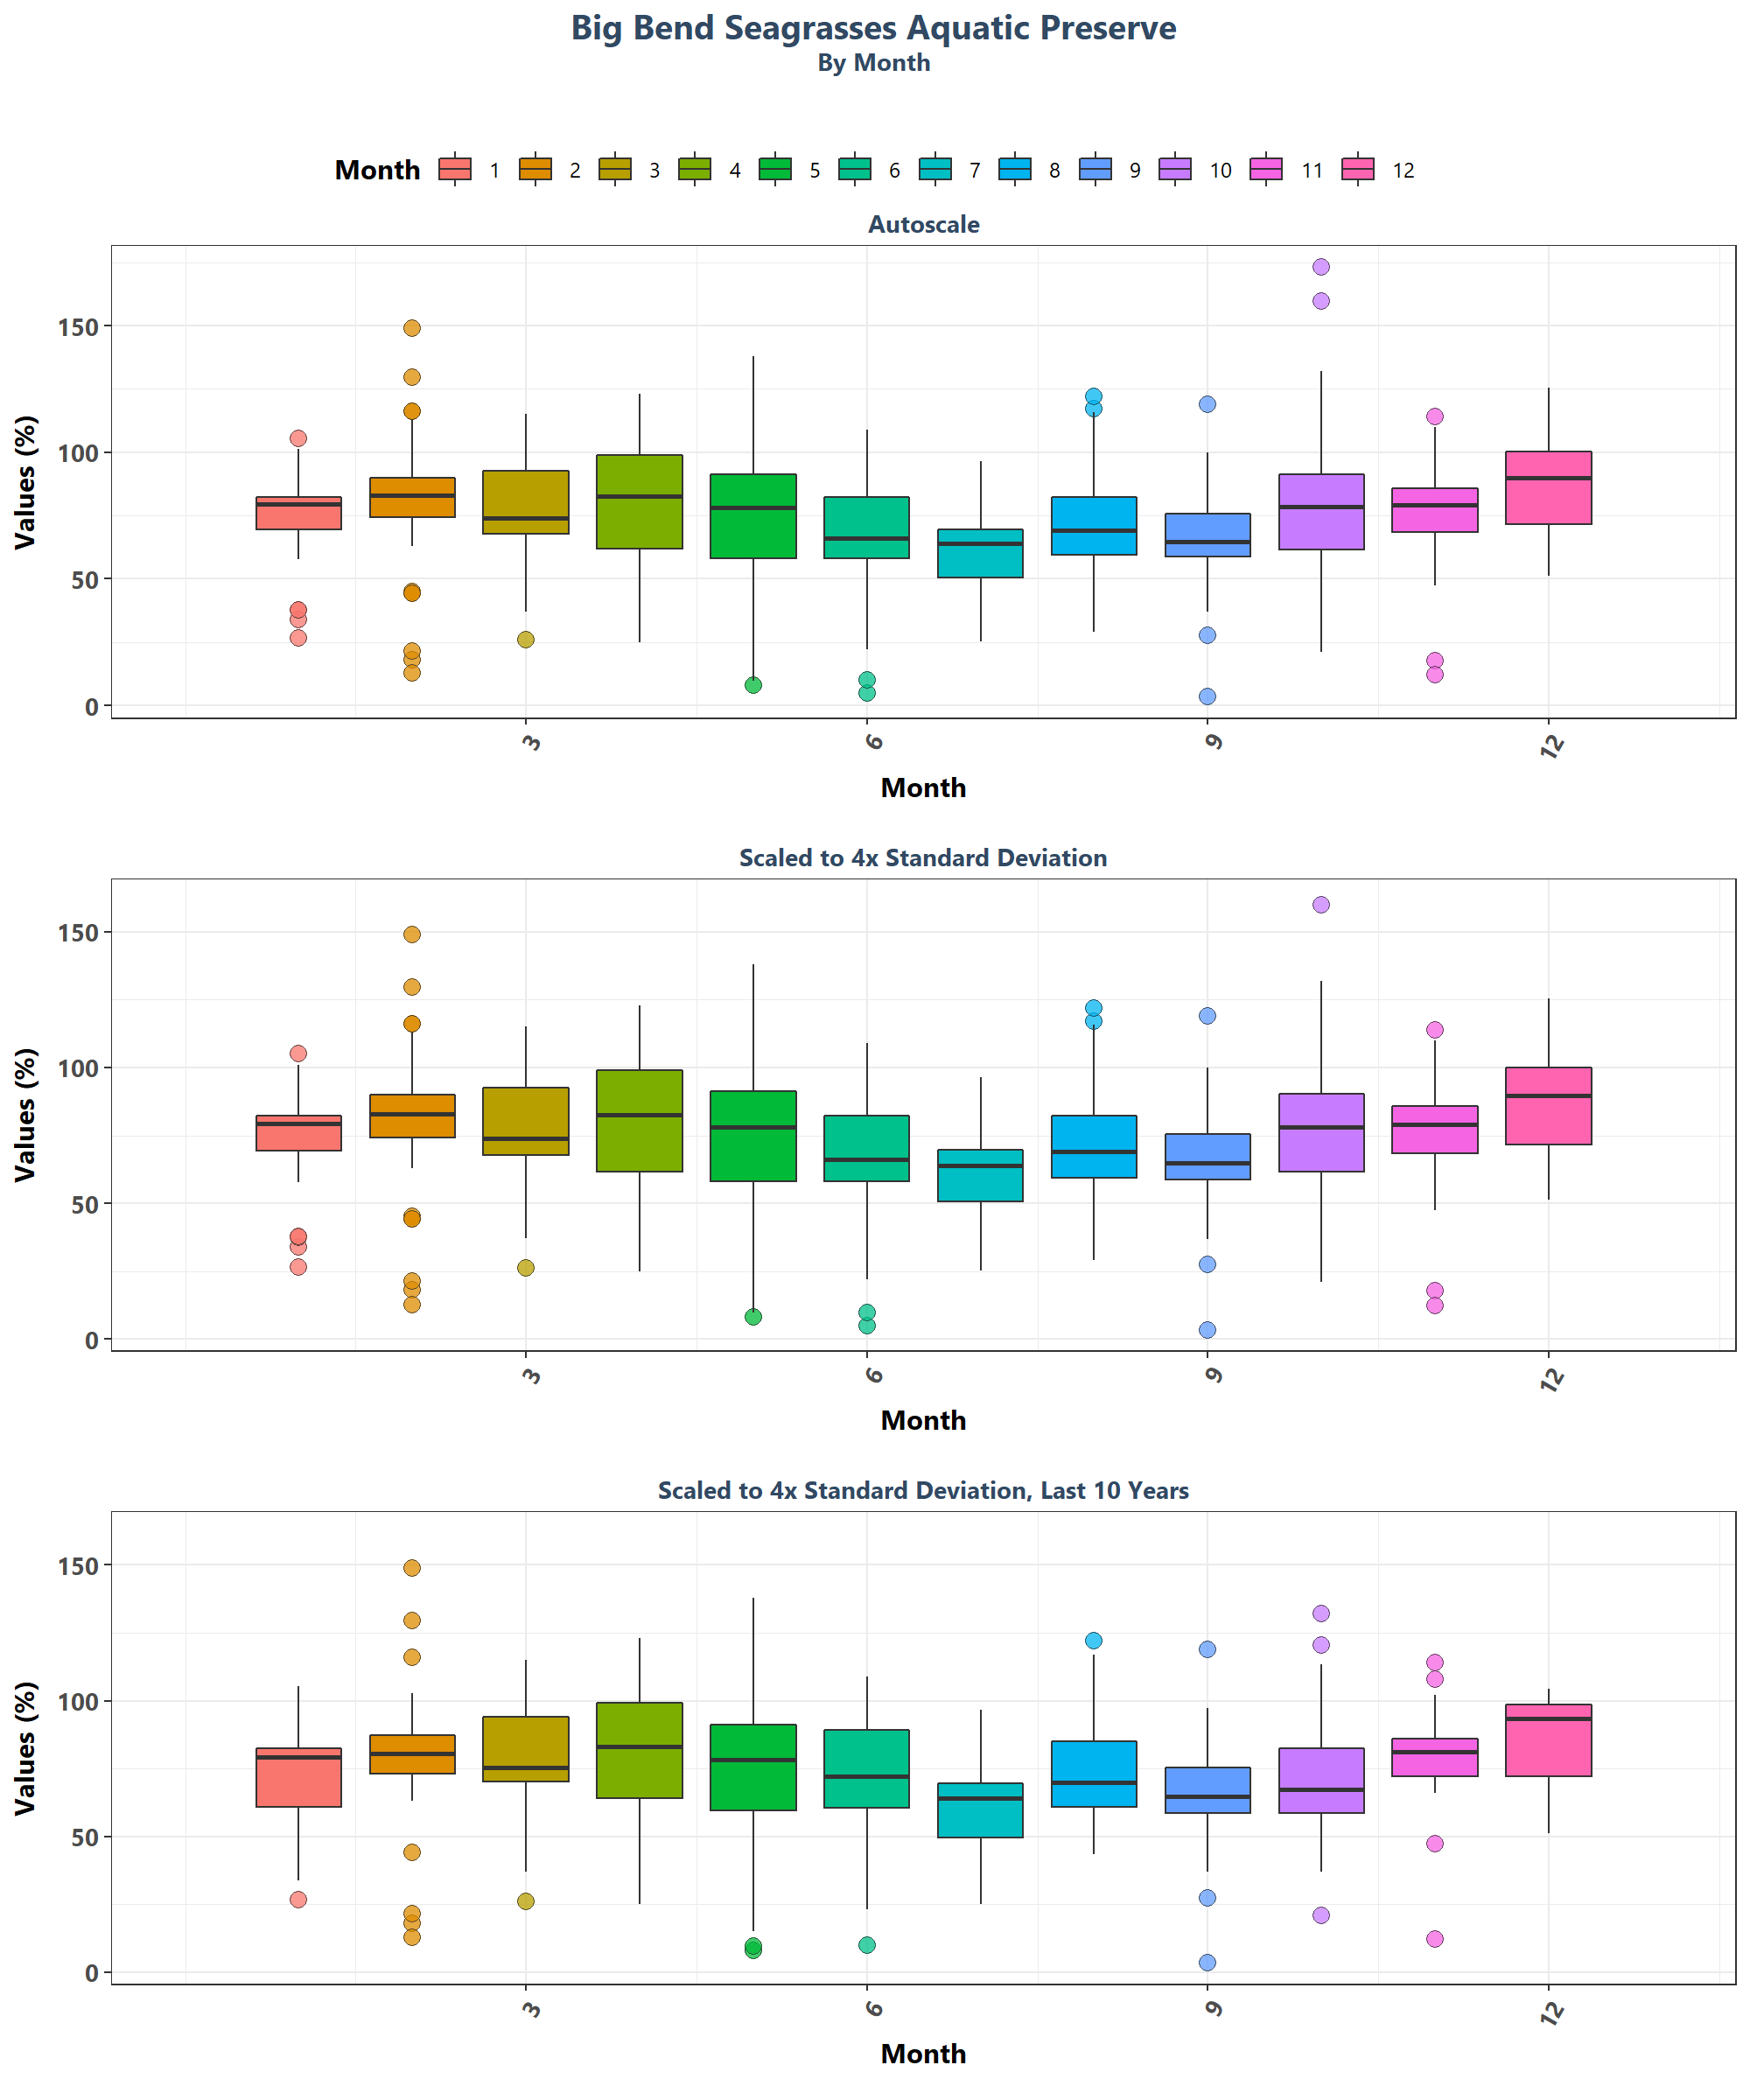 Big Bend Seagrasses Aquatic Preserve
By Month
Month 1 2 3 4 5 6 7 8 9 10 11 12
Autoscale
Values (%)
150
100
50
0
3 6 9 12
Month
Scaled to 4x Standard Deviation
Values (%)
150
100
50
0
3 6 9 12
Month
Scaled to 4x Standard Deviation, Last 10 Years
Values (%)
150
100
50
0
3 6 9 12
Month